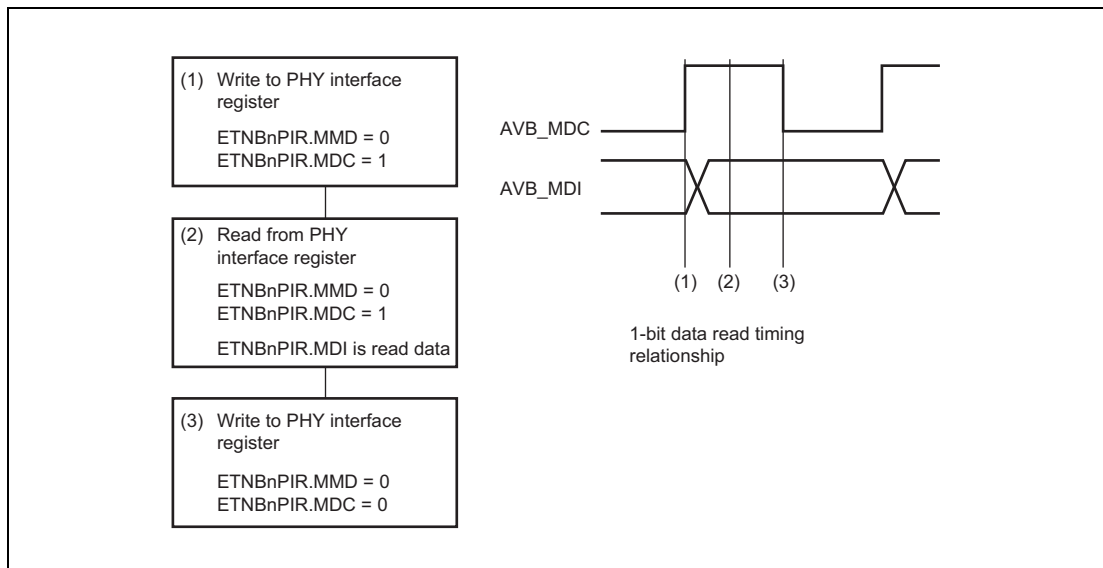 (1) Write to PHY interface
register
ETNBnPIR.MMD = 0
ETNBnPIR.MDC = 1
(2) Read from PHY
interface register
ETNBnPIR.MMD = 0
ETNBnPIR.MDC = 1
ETNBnPIR.MDI is read data
(3) Write to PHY interface
register
ETNBnPIR.MMD = 0
ETNBnPIR.MDC = 0
AVB_MDC
AVB_MDI
(1) (2) (3)
1-bit data read timing
relationship